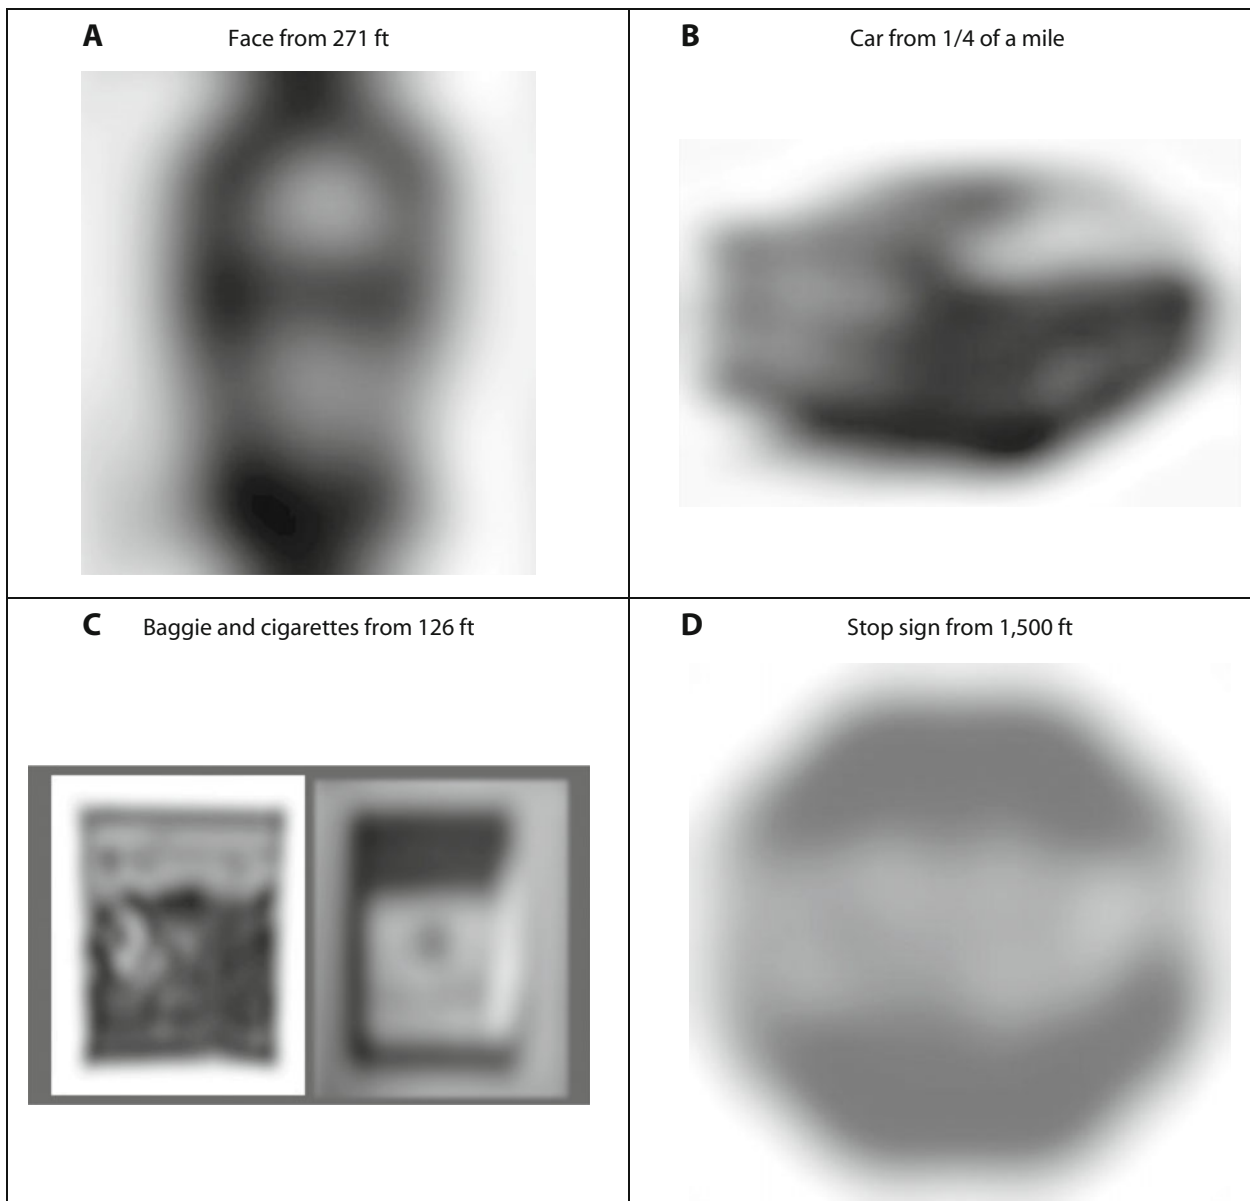 A Face from 271 ft
B Car from 1/4 of a mile
C Baggie and cigarettes from 126 ft
D Stop sign from 1,500 ft